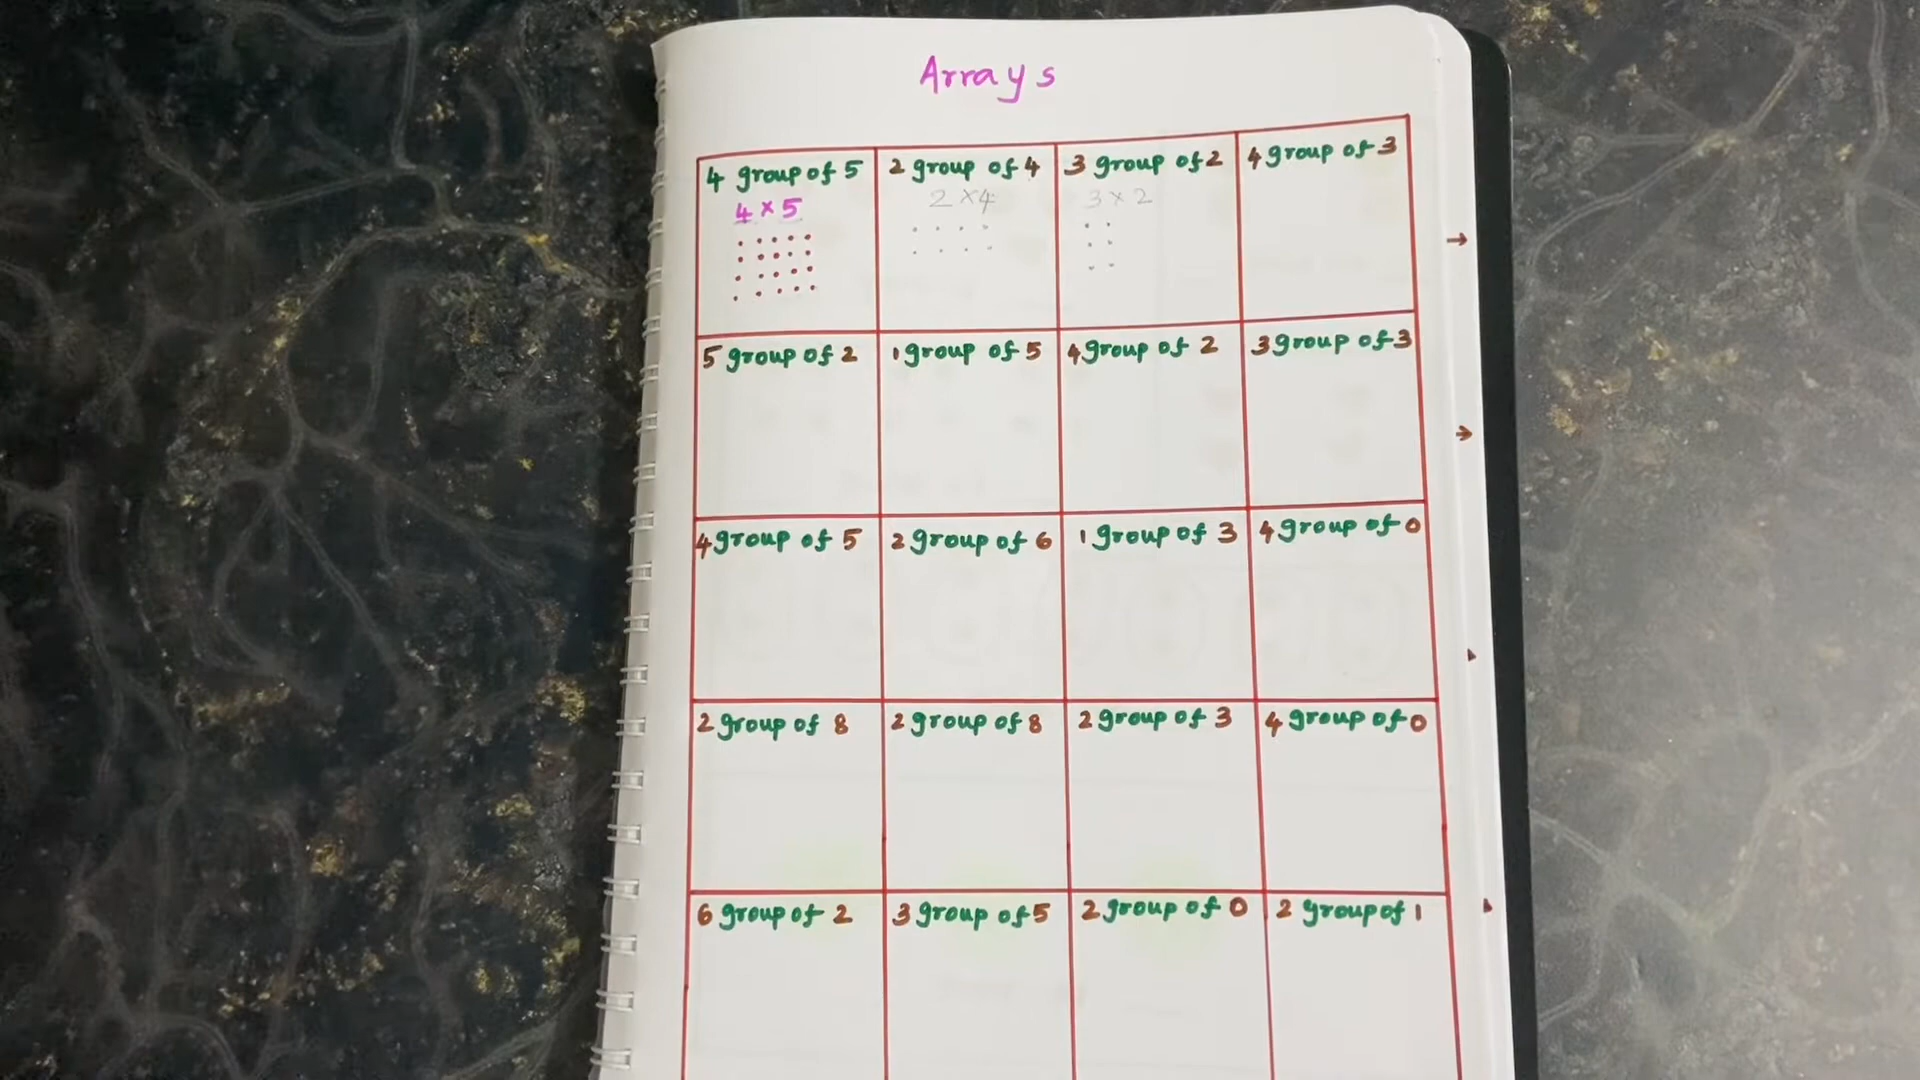 Arrays
4 group of 5
4 × 5
2 group of 4
2 × 4
3 group of 2
3 × 2
4 group of 3
5 group of 2
1 group of 5
4 group of 2
3 group of 3
4 group of 5
2 group of 6
1 group of 3
4 group of 0
2 group of 8
2 group of 8
2 group of 3
4 group of 0
6 group of 2
3 group of 5
2 group of 0
2 group of 1